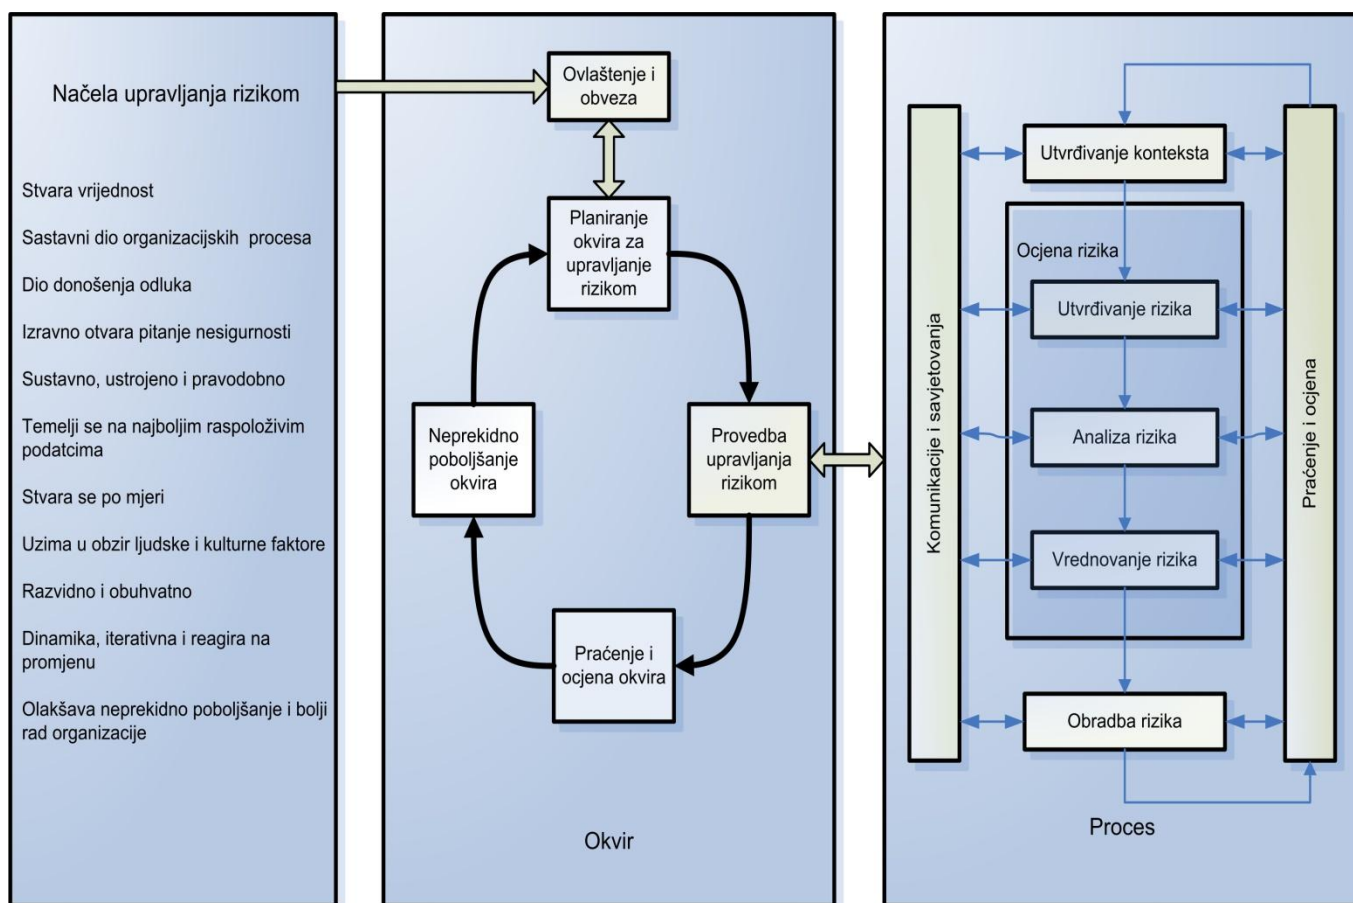 Načela upravljanja rizikom
Stvara vrijednost
Sastavni dio organizacijskih procesa
Dio donošenja odluka
Izravno otvara pitanje nesigurnosti
Sustavno, ustrojeno i pravodobno
Temelji se na najboljim raspoloživim
podatcima
Stvara se po mjeri
Uzima u obzir ljudske i kulturne faktore
Razvidno i obuhvatno
Dinamika, iterativna i reagira na
promjenu
Olakšava neprekidno poboljšanje i bolji
rad organizacije
Ovlaštenje i
obveza
Planiranje
okvira za
upravljanje
rizikom
Neprekidno
poboljšanje
okvira
Provedba
upravljanja
rizikom
Praćenje i
ocjena okvira
Okvir
Komunikacije i savjetovanja
Utvrđivanje konteksta
Ocjena rizika
Utvrđivanje rizika
Analiza rizika
Vrednovanje rizika
Obradba rizika
Praćenje i ocjena
Proces